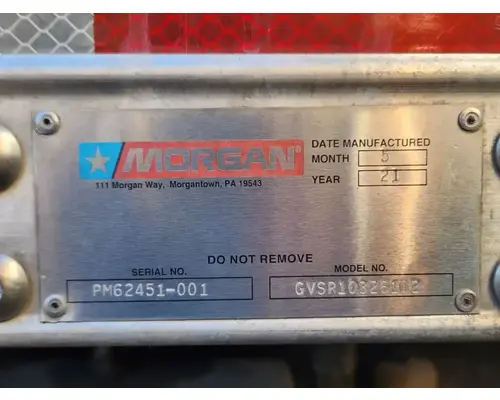 MORGAN®
111 Morgan Way, Morgantown, PA 19543
DATE MANUFACTURED
MONTH 5
YEAR 21
DO NOT REMOVE
SERIAL NO.
PM62451-001
MODEL NO.